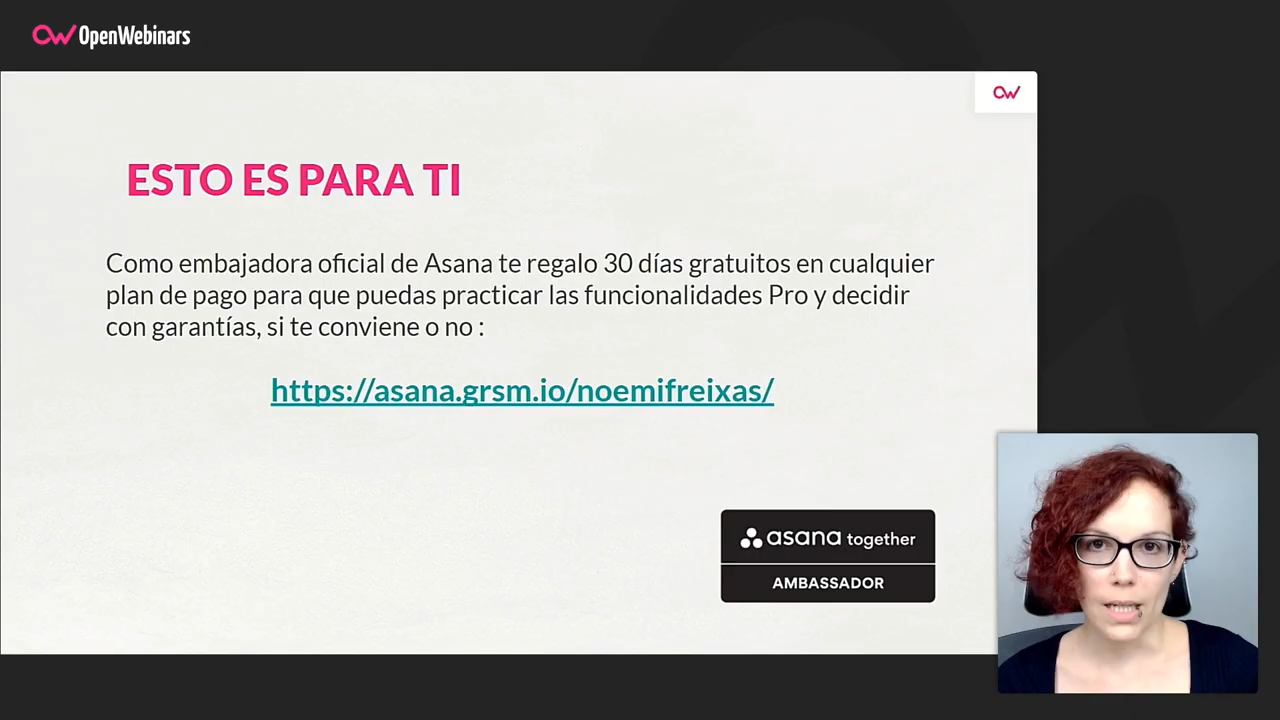 OW OpenWebinars
OW
ESTO ES PARA TI
Como embajadora oficial de Asana te regalo 30 días gratuitos en cualquier
plan de pago para que puedas practicar las funcionalidades Pro y decidir
con garantías, si te conviene o no :
https://asana.grsm.io/noemifreixas/
asana together
AMBASSADOR